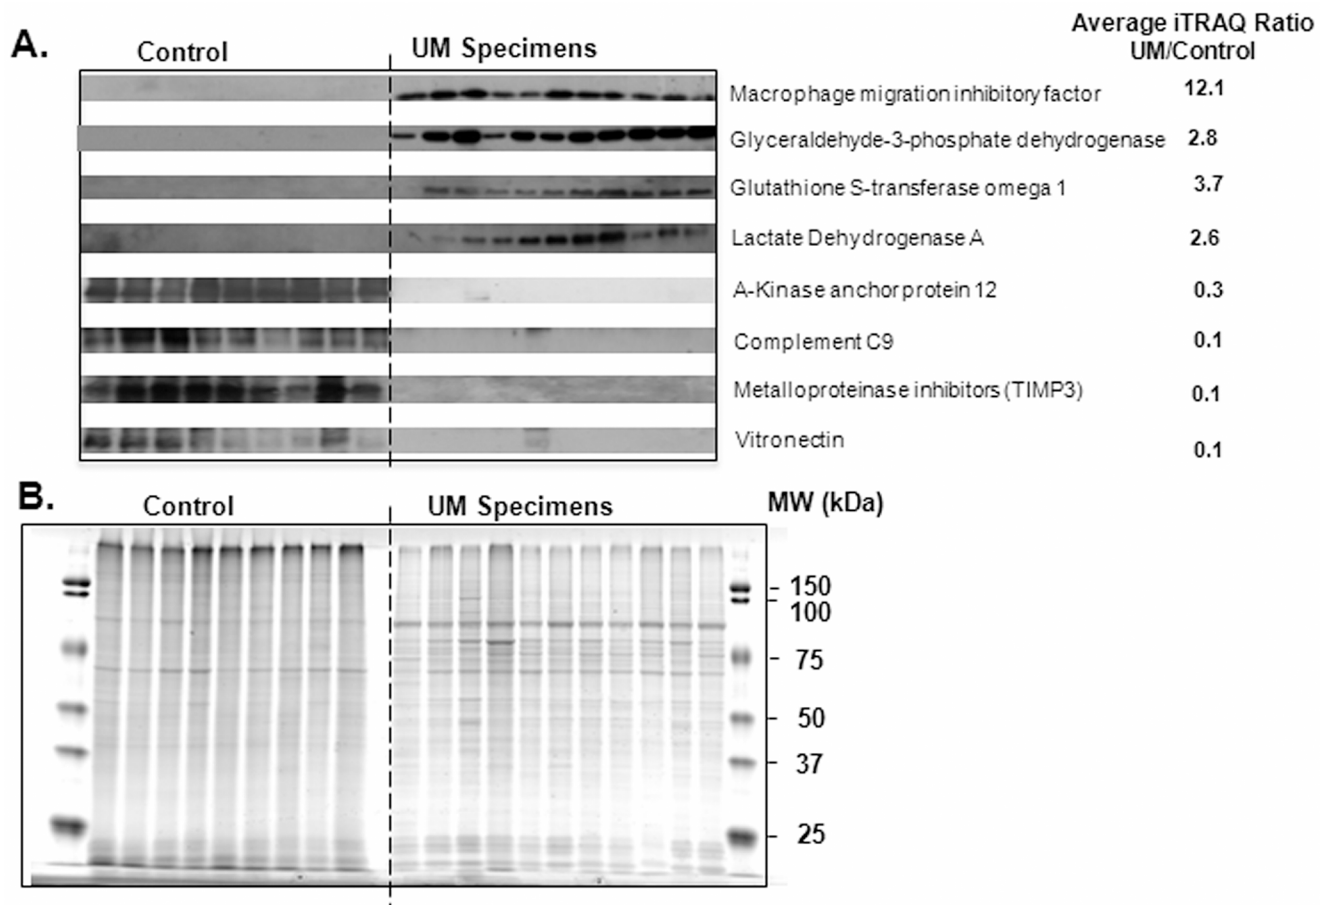 Average iTRAQ Ratio
UM/Control
A.
Control
UM Specimens
Macrophage migration inhibitory factor 12.1
Glyceraldehyde-3-phosphate dehydrogenase 2.8
Glutathione S-transferase omega 1 3.7
Lactate Dehydrogenase A 2.6
A-Kinase anchor protein 12 0.3
Complement C9 0.1
Metalloproteinase inhibitors (TIMP3) 0.1
Vitronectin 0.1
B.
Control
UM Specimens
MW (kDa)
- 150
- 100
- 75
- 50
- 37
- 25